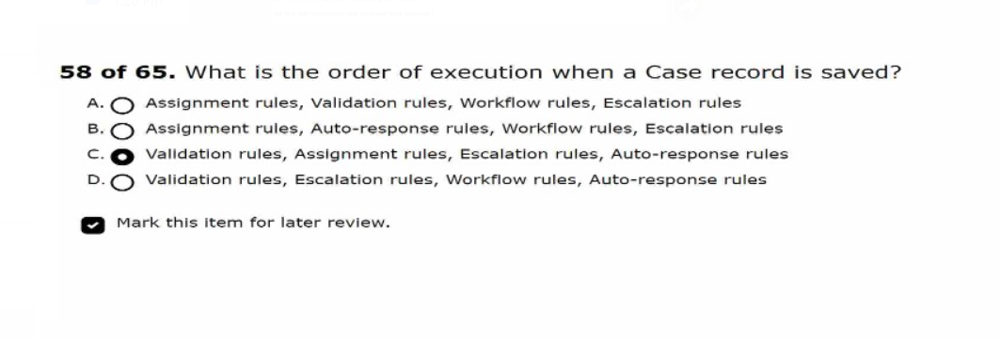 58 of 65. What is the order of execution when a Case record is saved?
A. Assignment rules, Validation rules, Workflow rules, Escalation rules
B. Assignment rules, Auto-response rules, Workflow rules, Escalation rules
C. Validation rules, Assignment rules, Escalation rules, Auto-response rules
D. Validation rules, Escalation rules, Workflow rules, Auto-response rules
Mark this item for later review.